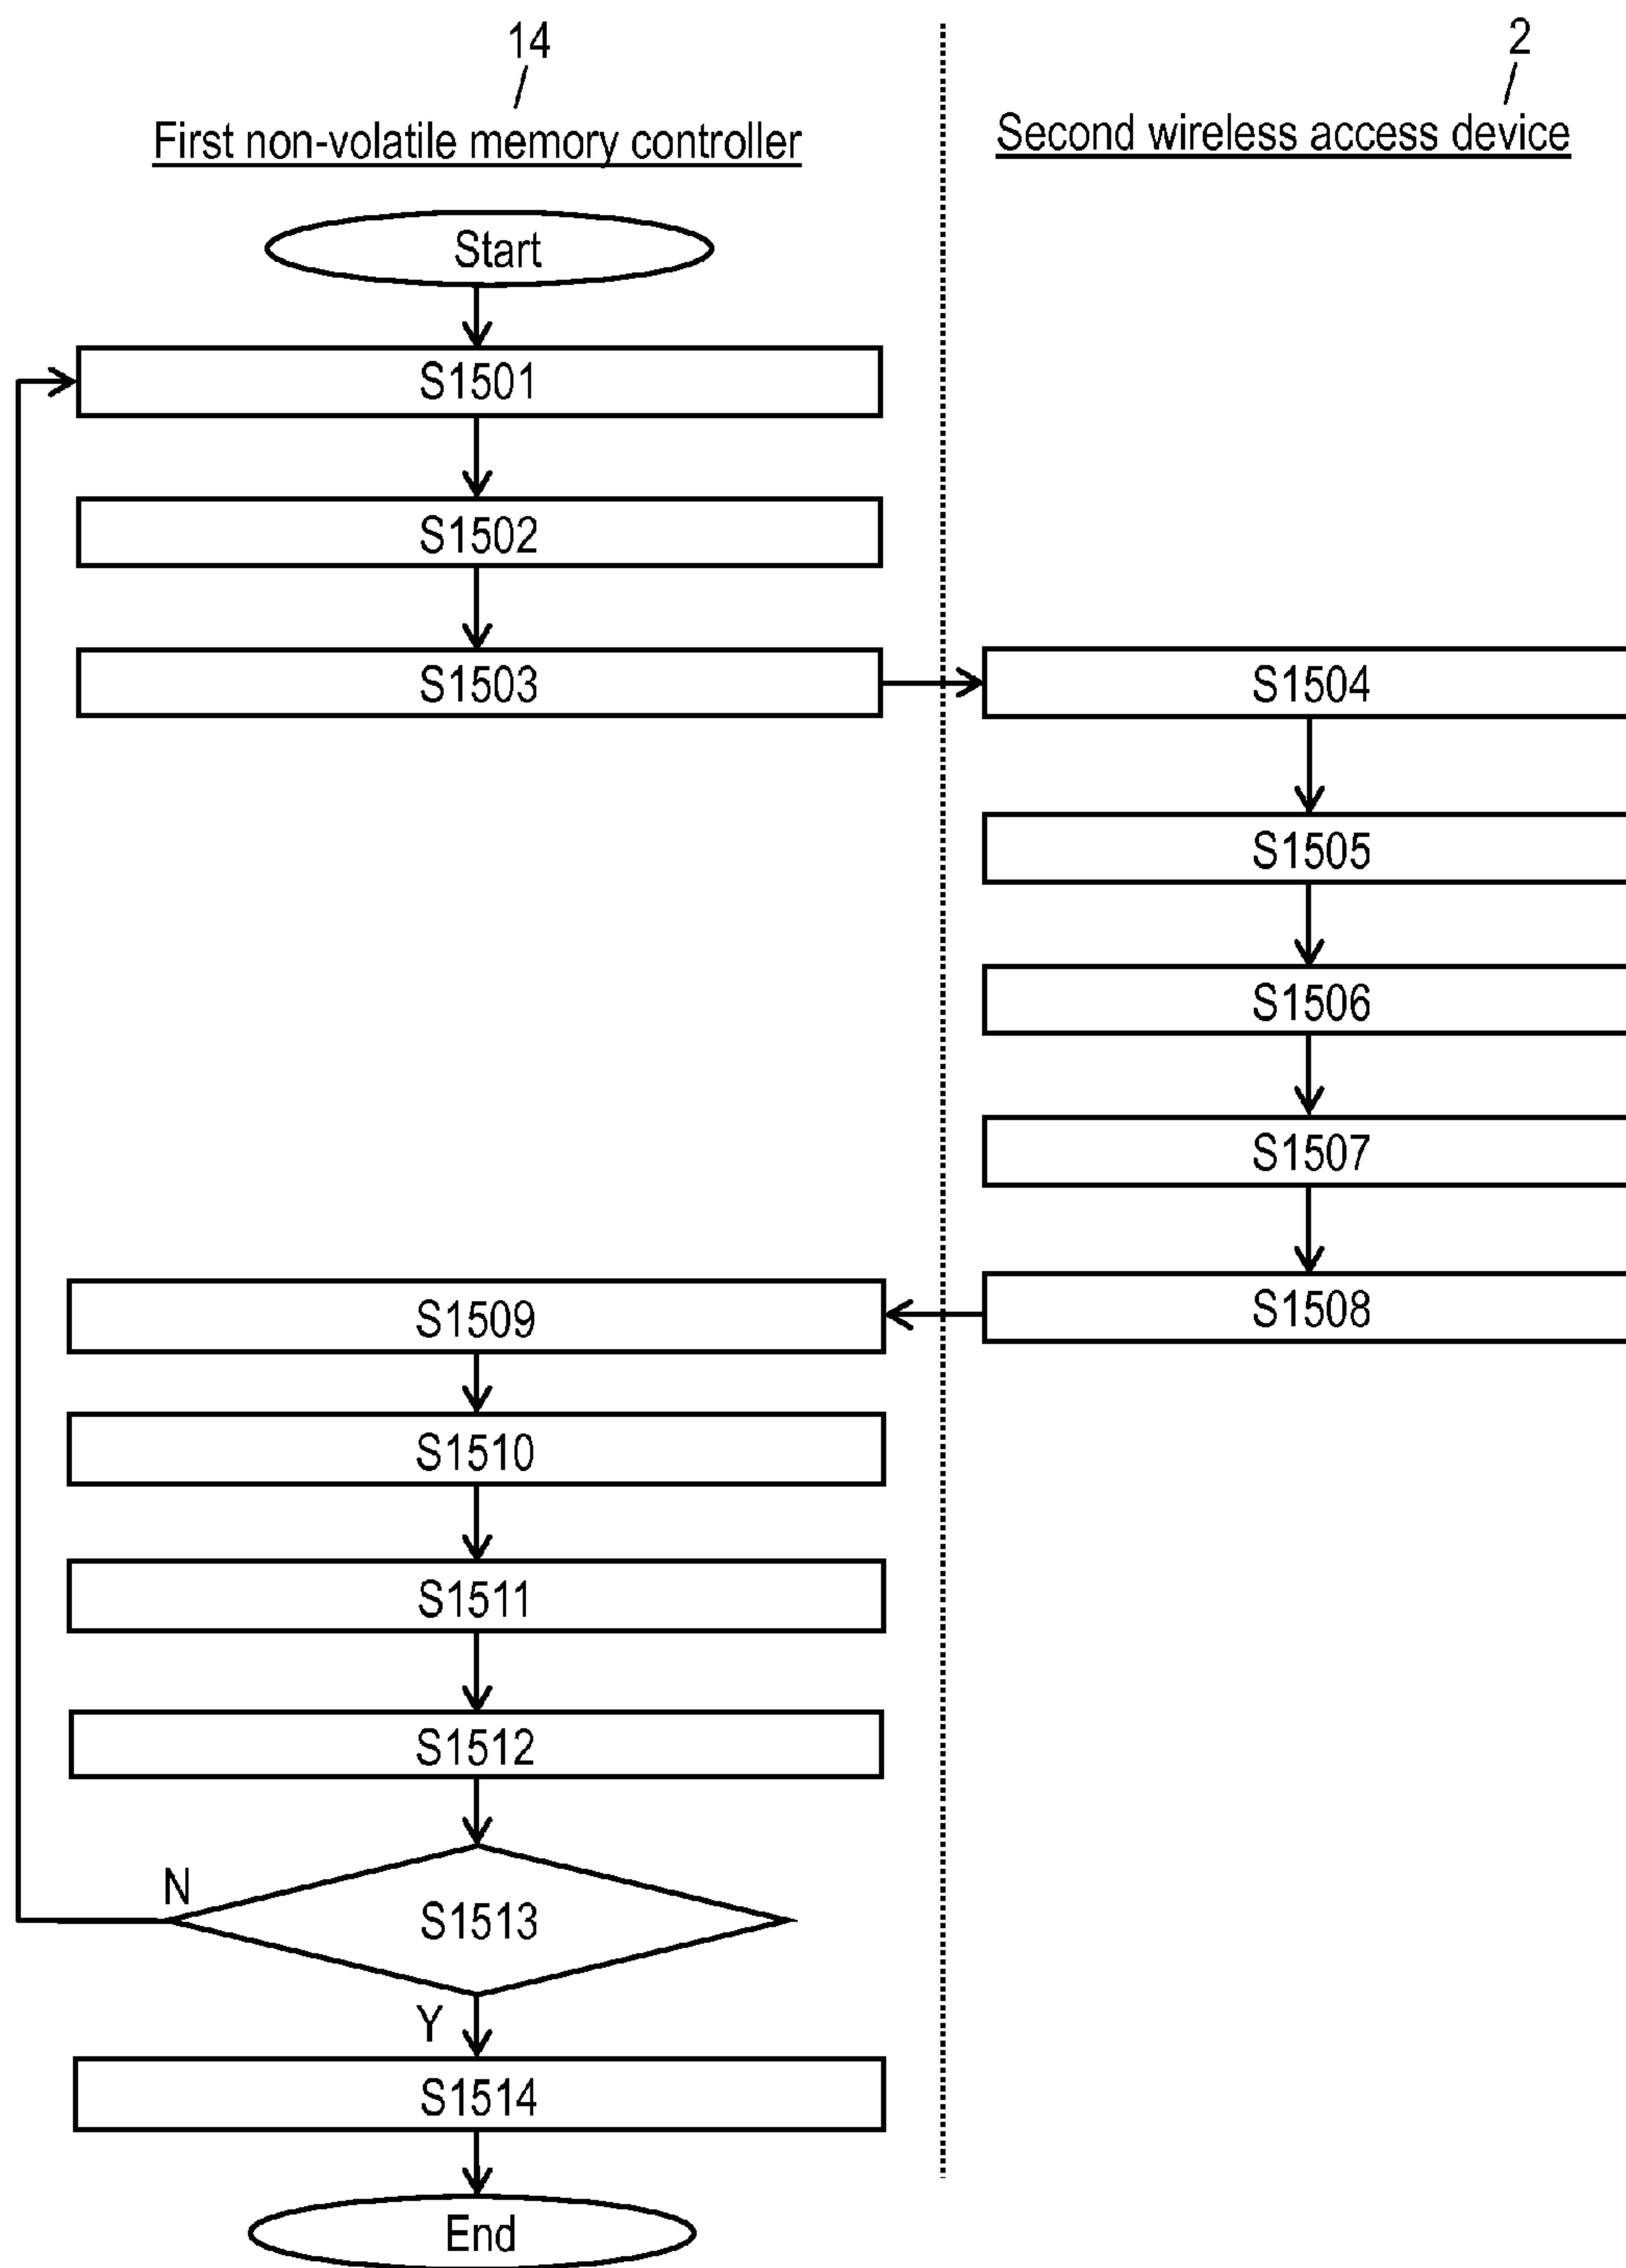 14
First non-volatile memory controller
2
Second wireless access device
Start
S1501
S1502
S1503
S1504
S1505
S1506
S1507
S1508
S1509
S1510
S1511
S1512
N
S1513
Y
S1514
End